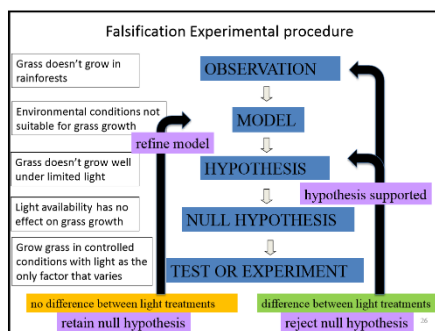 Falsification Experimental procedure
Grass doesn't grow in
rainforests
OBSERVATION
Environmental conditions not
suitable for grass growth
MODEL
refine model
Grass doesn't grow well
under limited light
HYPOTHESIS
hypothesis supported
Light availability has no
effect on grass growth
NULL HYPOTHESIS
Grow grass in controlled
conditions with light as the
only factor that varies
TEST OR EXPERIMENT
no difference between light treatments
difference between light treatments
retain null hypothesis
reject null hypothesis
26